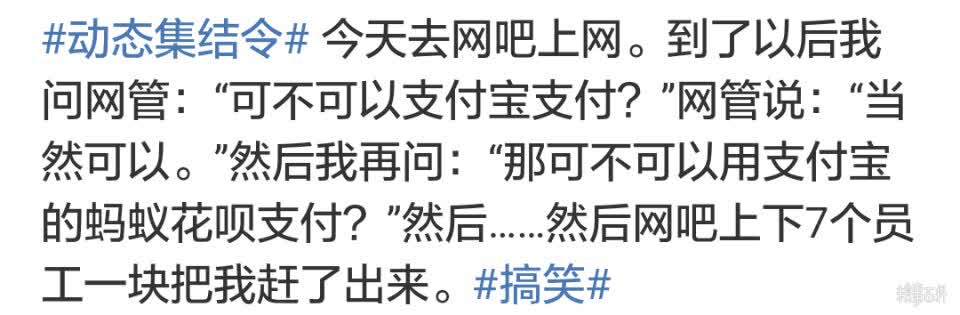 #动态集结令# 今天去网吧上网。到了以后我
问网管：“可不可以支付宝支付？”网管说：“当
然可以。”然后我再问：“那可不可以用支付宝
的蚂蚁花呗支付？”然后……然后网吧上下7个员
工一块把我赶了出来。#搞笑#